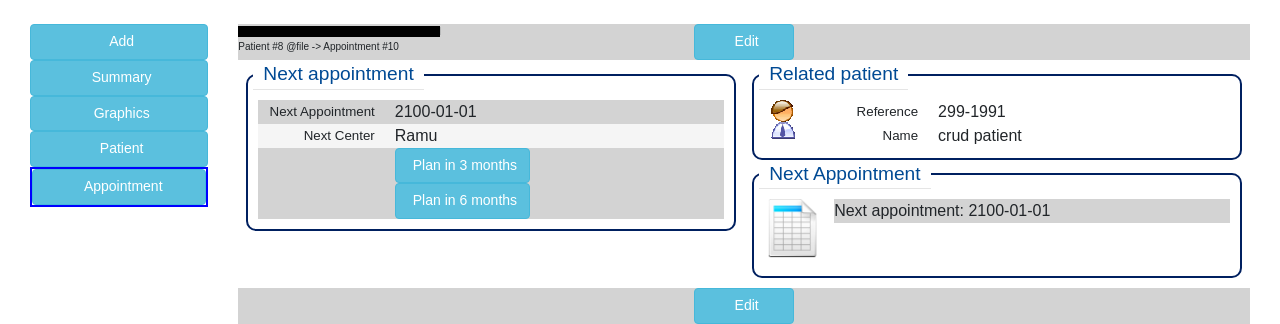 Add
Summary
Graphics
Patient
Appointment
Edit
Patient #8 @file -> Appointment #10
Next appointment
Next Appointment 2100-01-01
Next Center Ramu
Plan in 3 months
Plan in 6 months
Related patient
Reference 299-1991
Name crud patient
Next Appointment
Next appointment: 2100-01-01
Edit